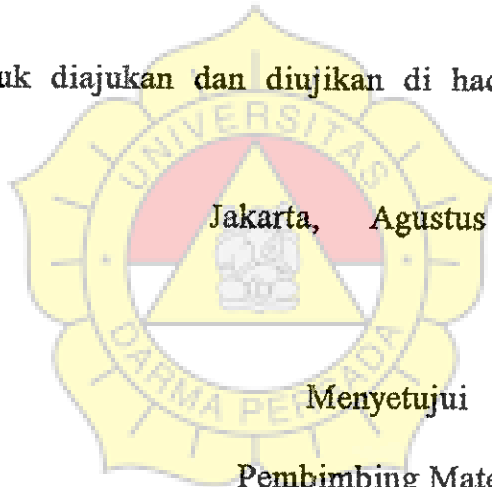 uk diajukan dan diujikan di had
UNIVERSITAS
Jakarta, Agustus
DARMA PERSADA
Menyetujui
Pembimbing Mate